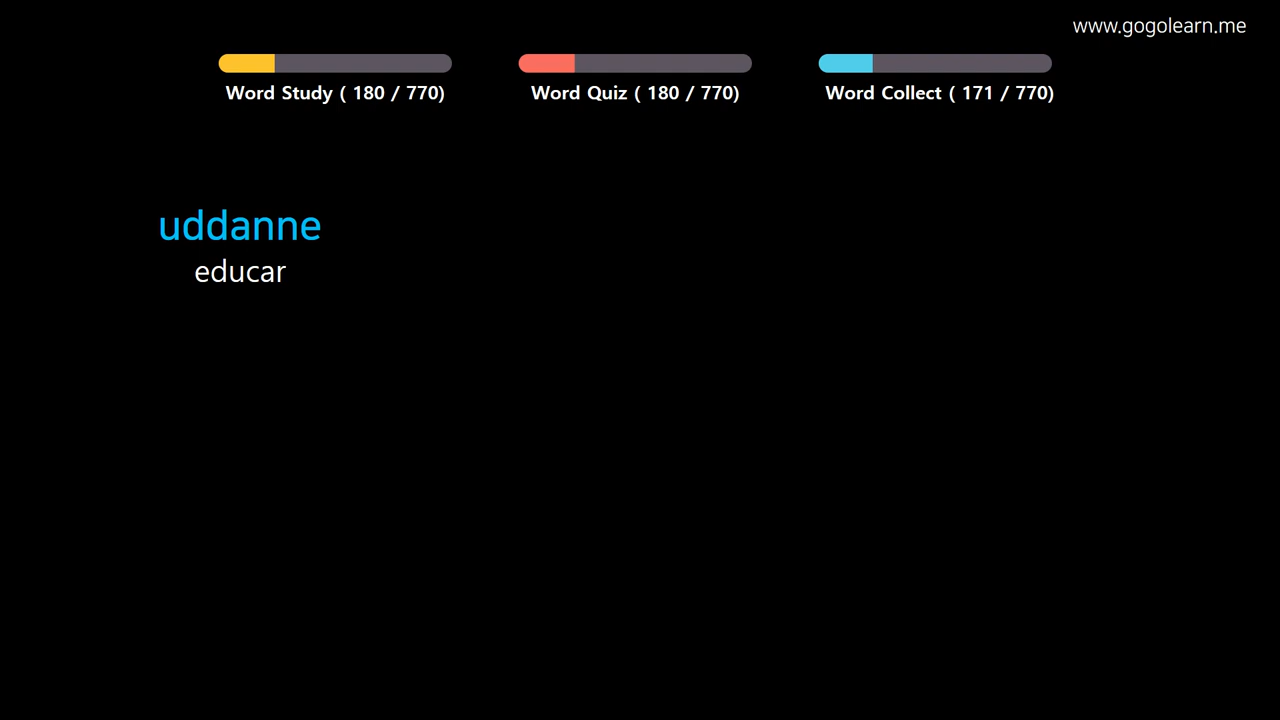 www.gogolearn.me
Word Study ( 180 / 770)
Word Quiz ( 180 / 770)
Word Collect ( 171 / 770)
uddanne
educar